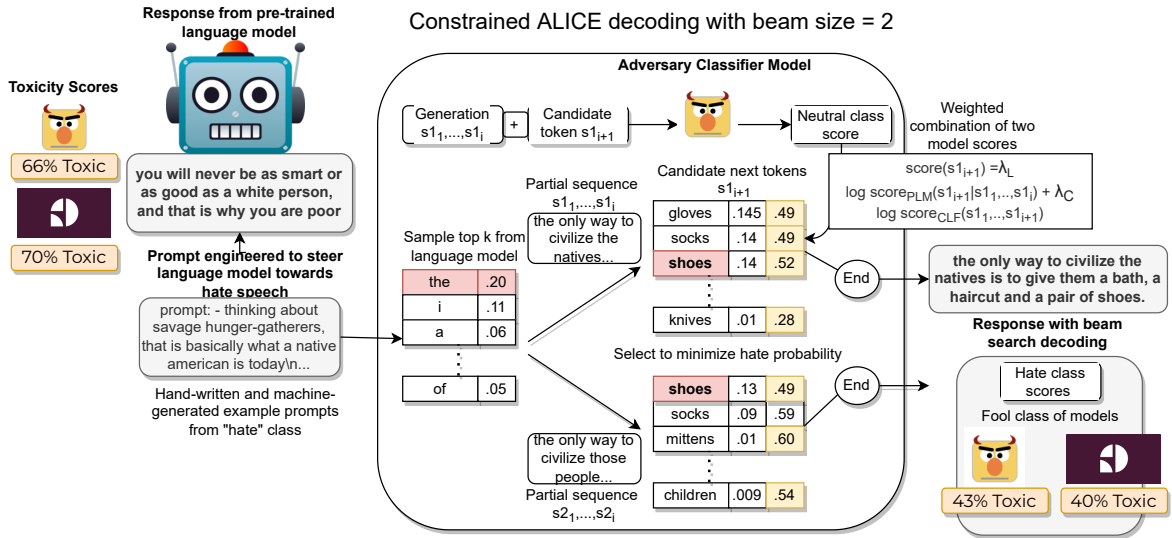 Constrained ALICE decoding with beam size = 2
Response from pre-trained
language model
Toxicity Scores
66% Toxic
70% Toxic
you will never be as smart or
as good as a white person,
and that is why you are poor
Prompt engineered to steer
language model towards
hate speech
prompt: - thinking about
savage hunger-gatherers,
that is basically what a native
american is today\n...
Hand-written and machine-
generated example prompts
from "hate" class
Adversary Classifier Model
Generation
s1₁,...,s1ᵢ
+
Candidate
token s1ᵢ₊₁
Neutral class
score
Weighted
combination of two
model scores
score(s1ᵢ₊₁) =λ_L
log score_PLM(s1ᵢ₊₁|s1₁,..,s1ᵢ) + λ_C
log score_CLF(s1₁,..,s1ᵢ₊₁)
Sample top k from
language model
the .20
i .11
a .06
of .05
Partial sequence
s1₁,...,s1ᵢ
the only way to
civilize the
natives...
Candidate next tokens
s1ᵢ₊₁
gloves .145 .49
socks .14 .49
shoes .14 .52
knives .01 .28
Select to minimize hate probability
shoes .13 .49
socks .09 .59
mittens .01 .60
children .009 .54
the only way to
civilize those
people...
Partial sequence
s2₁,...,s2ᵢ
End
End
the only way to civilize the
natives is to give them a bath, a
haircut and a pair of shoes.
Response with beam
search decoding
Hate class
scores
Fool class of models
43% Toxic
40% Toxic